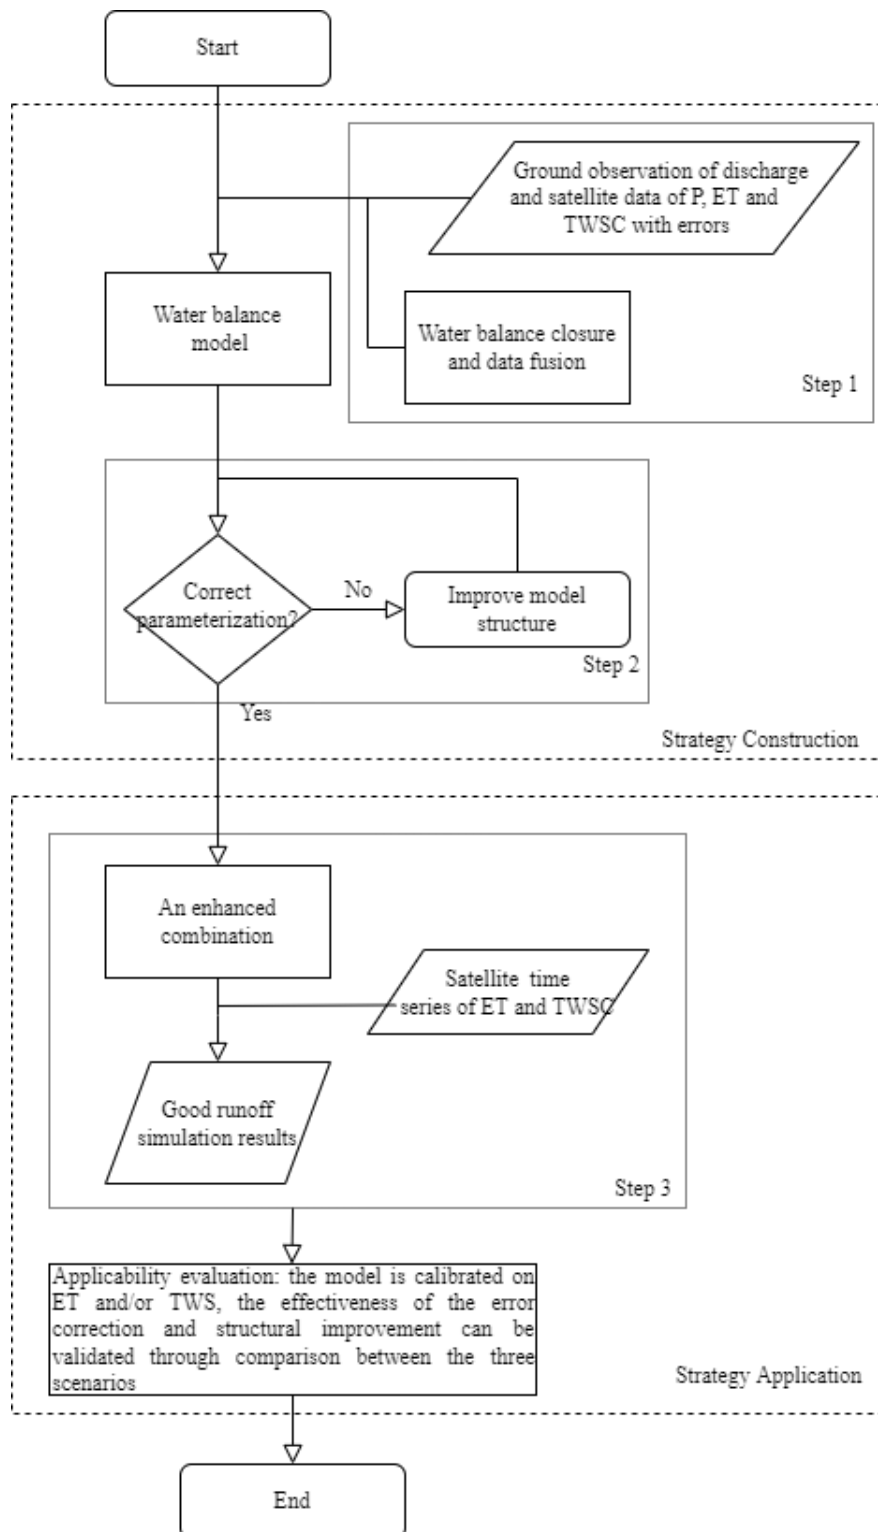 Start
Ground observation of discharge
and satellite data of P, ET and
TWSC with errors
Water balance
model
Water balance closure
and data fusion
Step 1
Correct
parameterization?
No
Improve model
structure
Step 2
Yes
Strategy Construction
An enhanced
combination
Satellite time
series of ET and TWSC
Good runoff
simulation results
Step 3
Applicability evaluation: the model is calibrated on
ET and/or TWS, the effectiveness of the error
correction and structural improvement can be
validated through comparison between the three
scenarios
Strategy Application
End